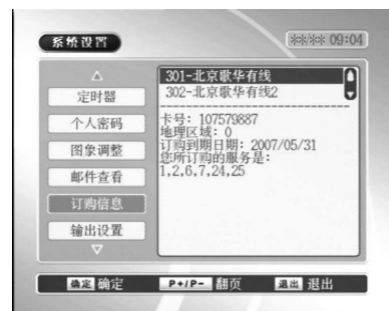 系统设置
**/** 09:04
定时器
个人密码
图象调整
邮件查看
订购信息
输出设置
301-北京歌华有线
302-北京歌华有线2
卡号: 107579887
地理区域: 0
订购到期日期: 2007/05/31
您所订购的服务是:
1,2,6,7,24,25
确定 确定
P+/P- 翻页
退出 退出